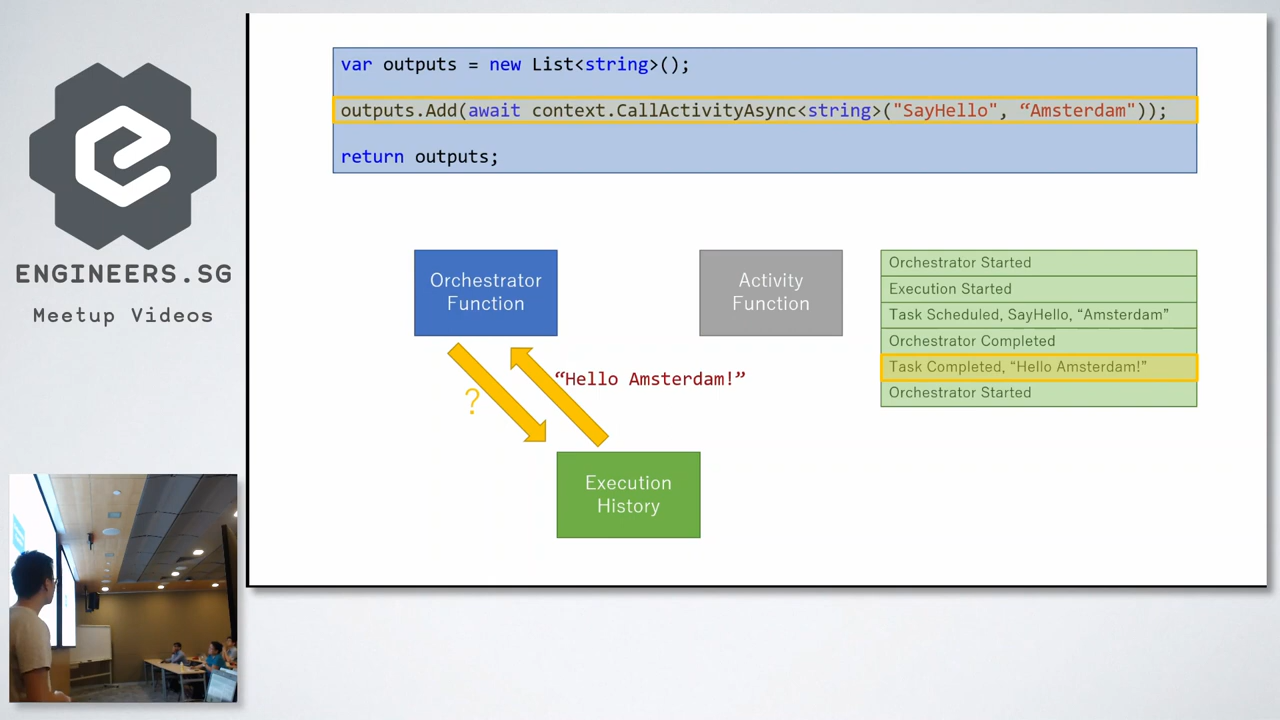 ENGINEERS.SG
Meetup Videos
var outputs = new List<string>();
outputs.Add(await context.CallActivityAsync<string>("SayHello", “Amsterdam"));
return outputs;
Orchestrator
Function
Activity
Function
Orchestrator Started
Execution Started
Task Scheduled, SayHello, “Amsterdam”
Orchestrator Completed
Task Completed, “Hello Amsterdam!”
Orchestrator Started
“Hello Amsterdam!”
?
Execution
History